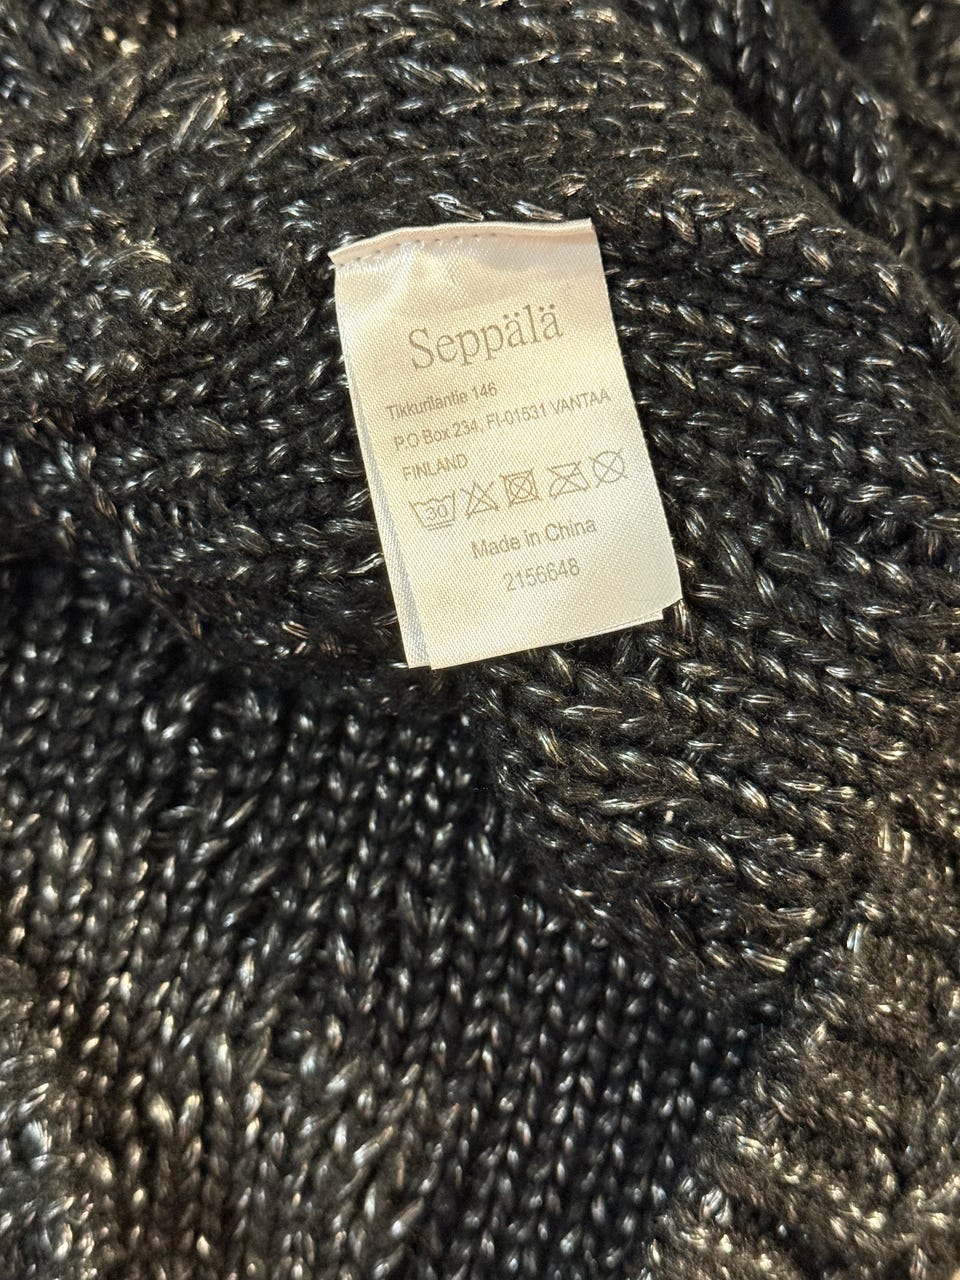 Seppälä
Tikkurilantie 146
P.O Box 234, FI-01531 VANTAA
FINLAND
30
Made in China
2156648